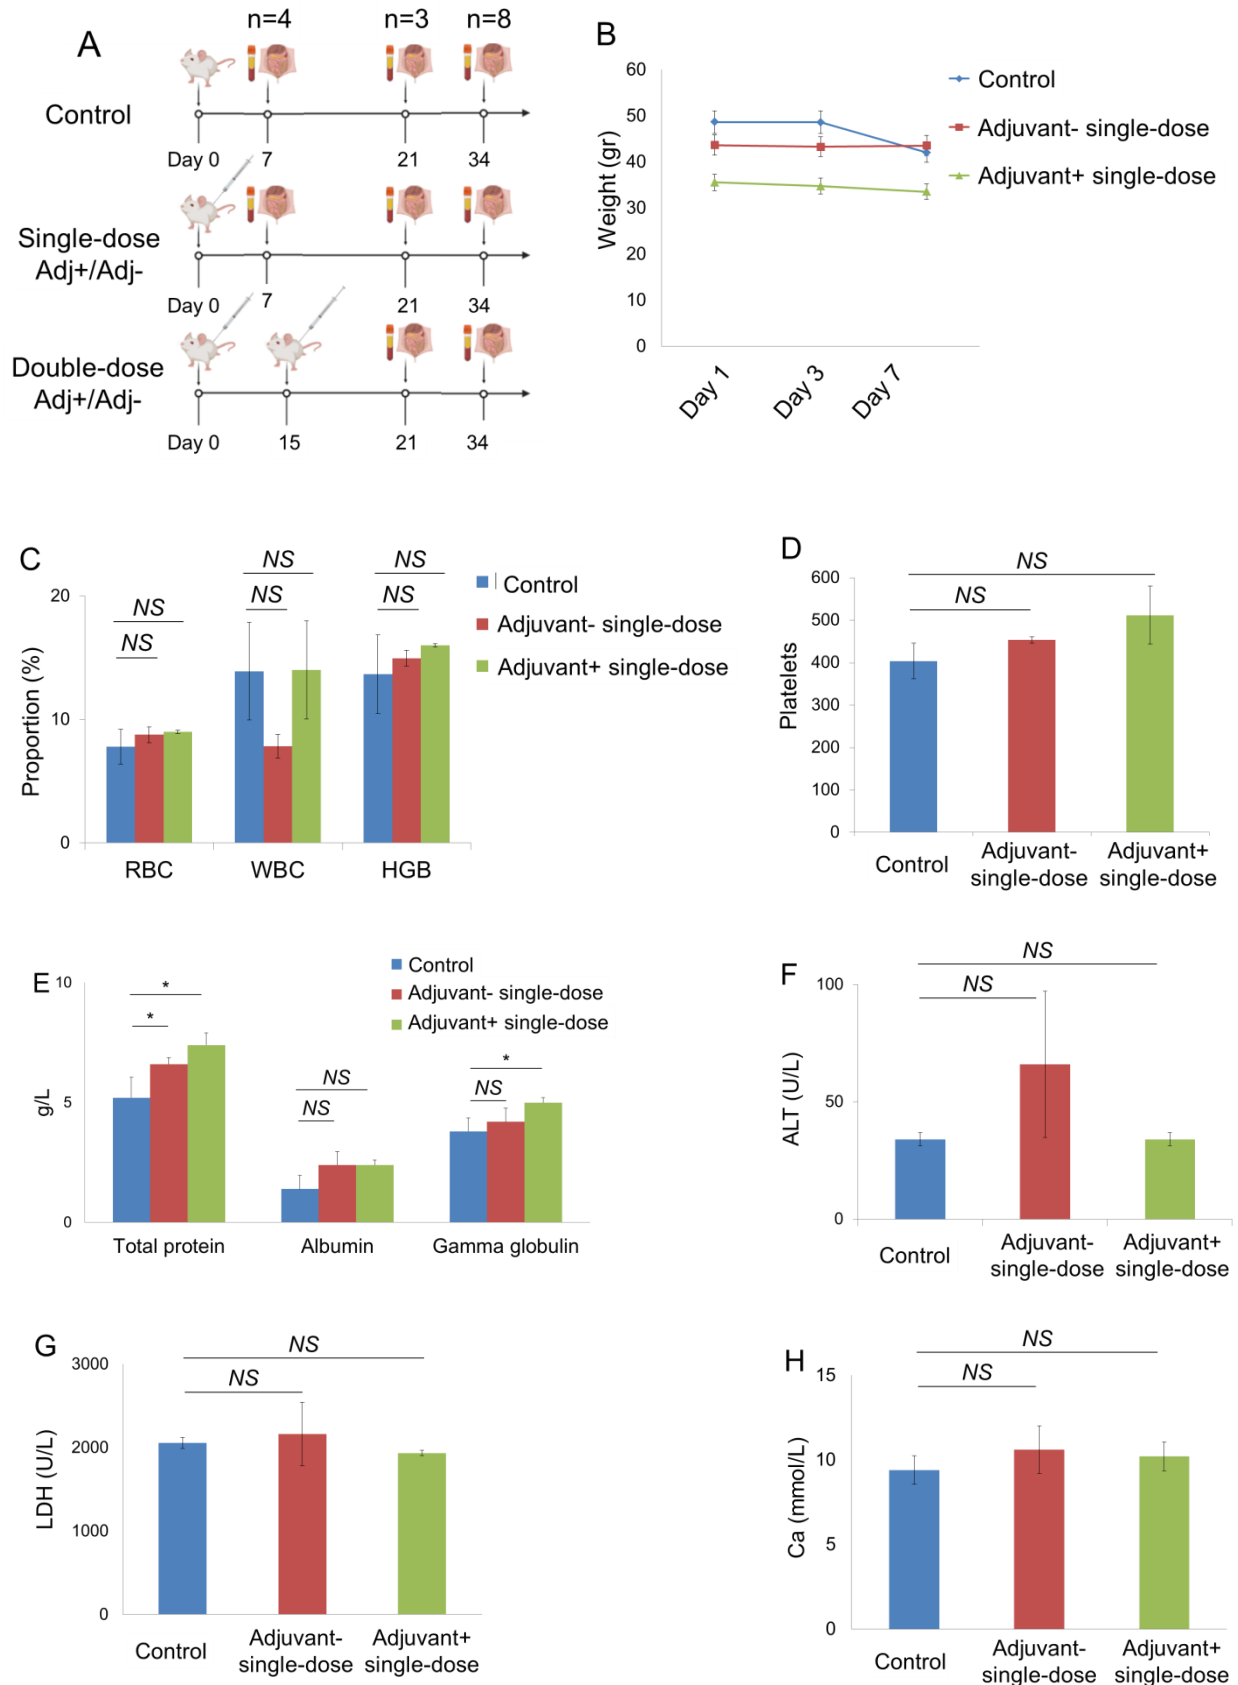 A
n=4 n=3 n=8
Control
Day 0 7 21 34
Single-dose
Adj+/Adj-
Day 0 7 21 34
Double-dose
Adj+/Adj-
Day 0 15 21 34
B
Weight (gr)
60
50
40
30
20
10
0
Day 1 Day 3 Day 7
Control
Adjuvant- single-dose
Adjuvant+ single-dose
C
Proportion (%)
20
10
0
NS
NS
NS
NS
NS
NS
RBC WBC HGB
Control
Adjuvant- single-dose
Adjuvant+ single-dose
D
Platelets
600
500
400
300
200
100
0
NS
NS
Control
Adjuvant-
single-dose
Adjuvant+
single-dose
E
g/L
10
5
0
*
*
NS
NS
*
NS
Total protein Albumin Gamma globulin
Control
Adjuvant- single-dose
Adjuvant+ single-dose
F
ALT (U/L)
100
50
0
NS
NS
Control
Adjuvant-
single-dose
Adjuvant+
single-dose
G
LDH (U/L)
3000
2000
1000
0
NS
NS
Control
Adjuvant-
single-dose
Adjuvant+
single-dose
H
Ca (mmol/L)
15
10
5
0
NS
NS
Control
Adjuvant-
single-dose
Adjuvant+
single-dose